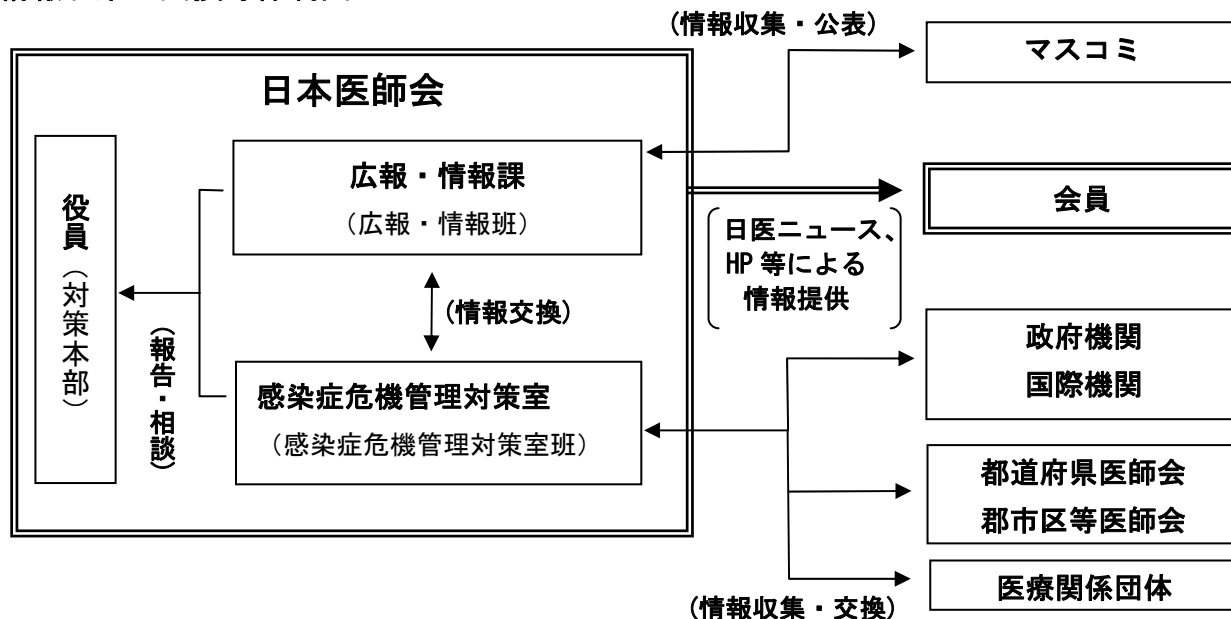 (情報収集・公表)
マスコミ
日本医師会
広報・情報課
（広報・情報班）
会員
日医ニュース、
HP 等による
情報提供
役員（対策本部）
(情報交換)
(報告・相談)
感染症危機管理対策室
（感染症危機管理対策室班）
政府機関
国際機関
都道府県医師会
郡市区等医師会
医療関係団体
(情報収集・交換)